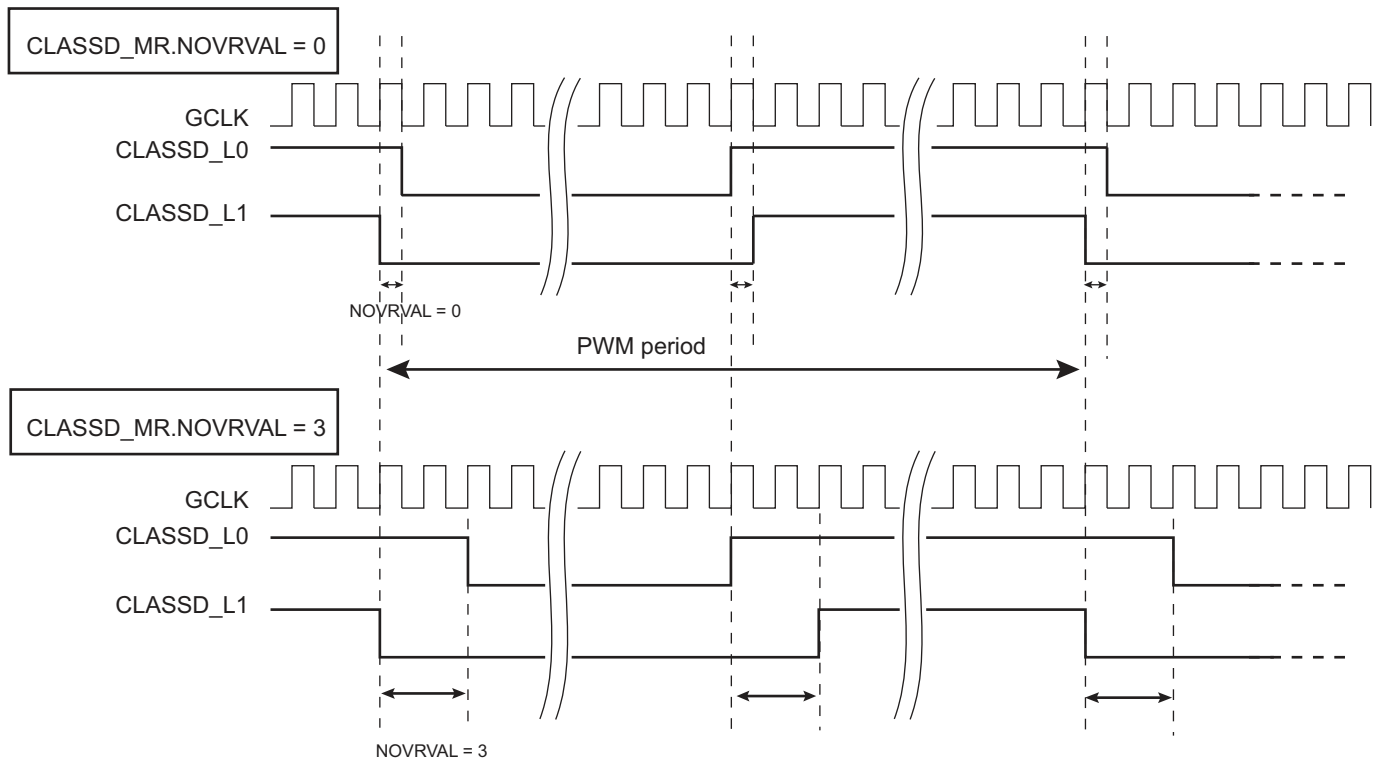 CLASSD_MR.NOVRVAL = 0
GCLK
CLASSD_L0
CLASSD_L1
NOVRVAL = 0
PWM period
CLASSD_MR.NOVRVAL = 3
GCLK
CLASSD_L0
CLASSD_L1
NOVRVAL = 3